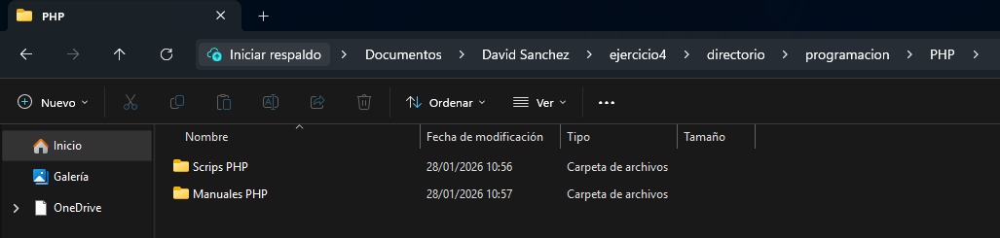 PHP
Iniciar respaldo Documentos David Sanchez ejercicio4 directorio programacion PHP
Nuevo Ordenar Ver
Nombre Fecha de modificación Tipo Tamaño
Inicio
Scrips PHP 28/01/2026 10:56 Carpeta de archivos
Galería
Manuales PHP 28/01/2026 10:57 Carpeta de archivos
OneDrive